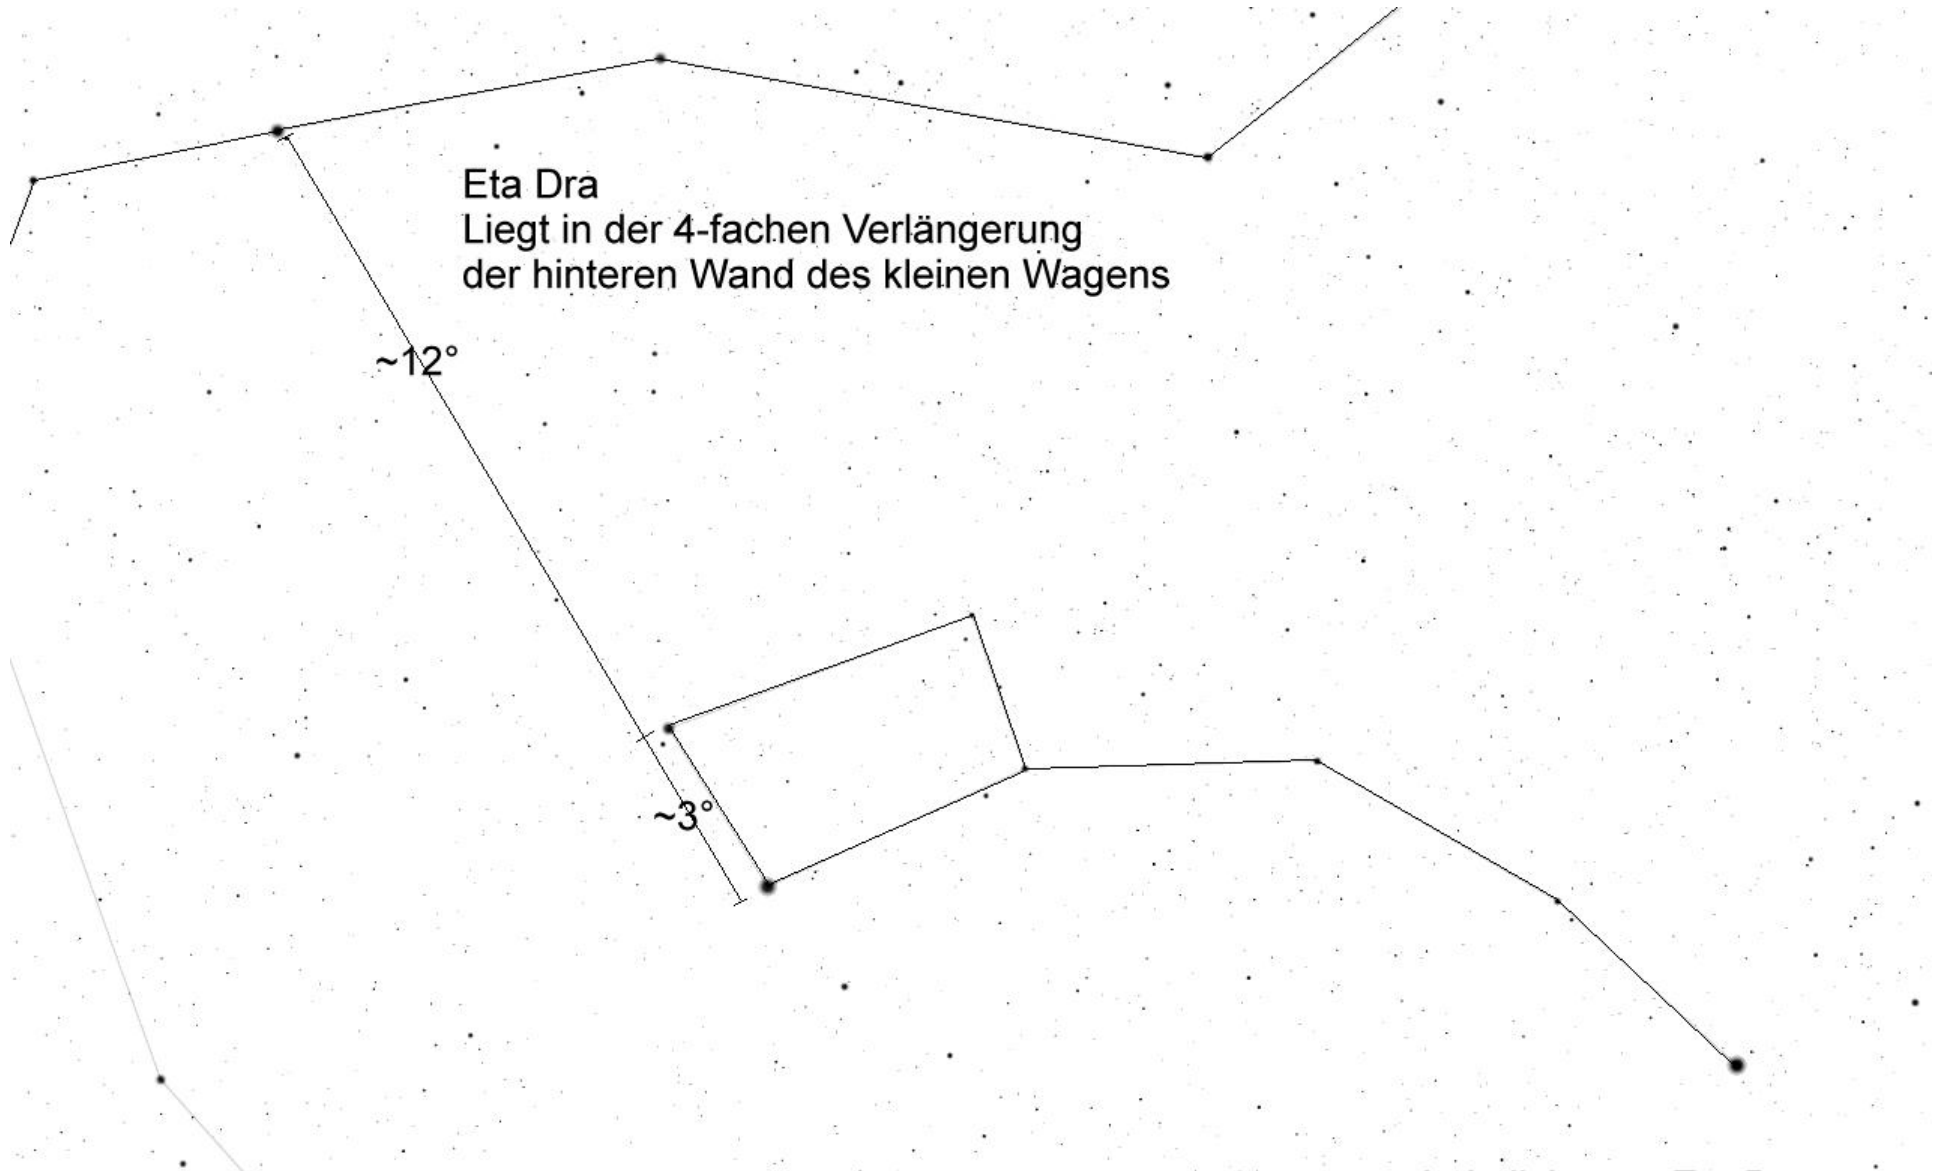 Eta Dra
Liegt in der 4-fachen Verlängerung
der hinteren Wand des kleinen Wagens
~12°
~3°